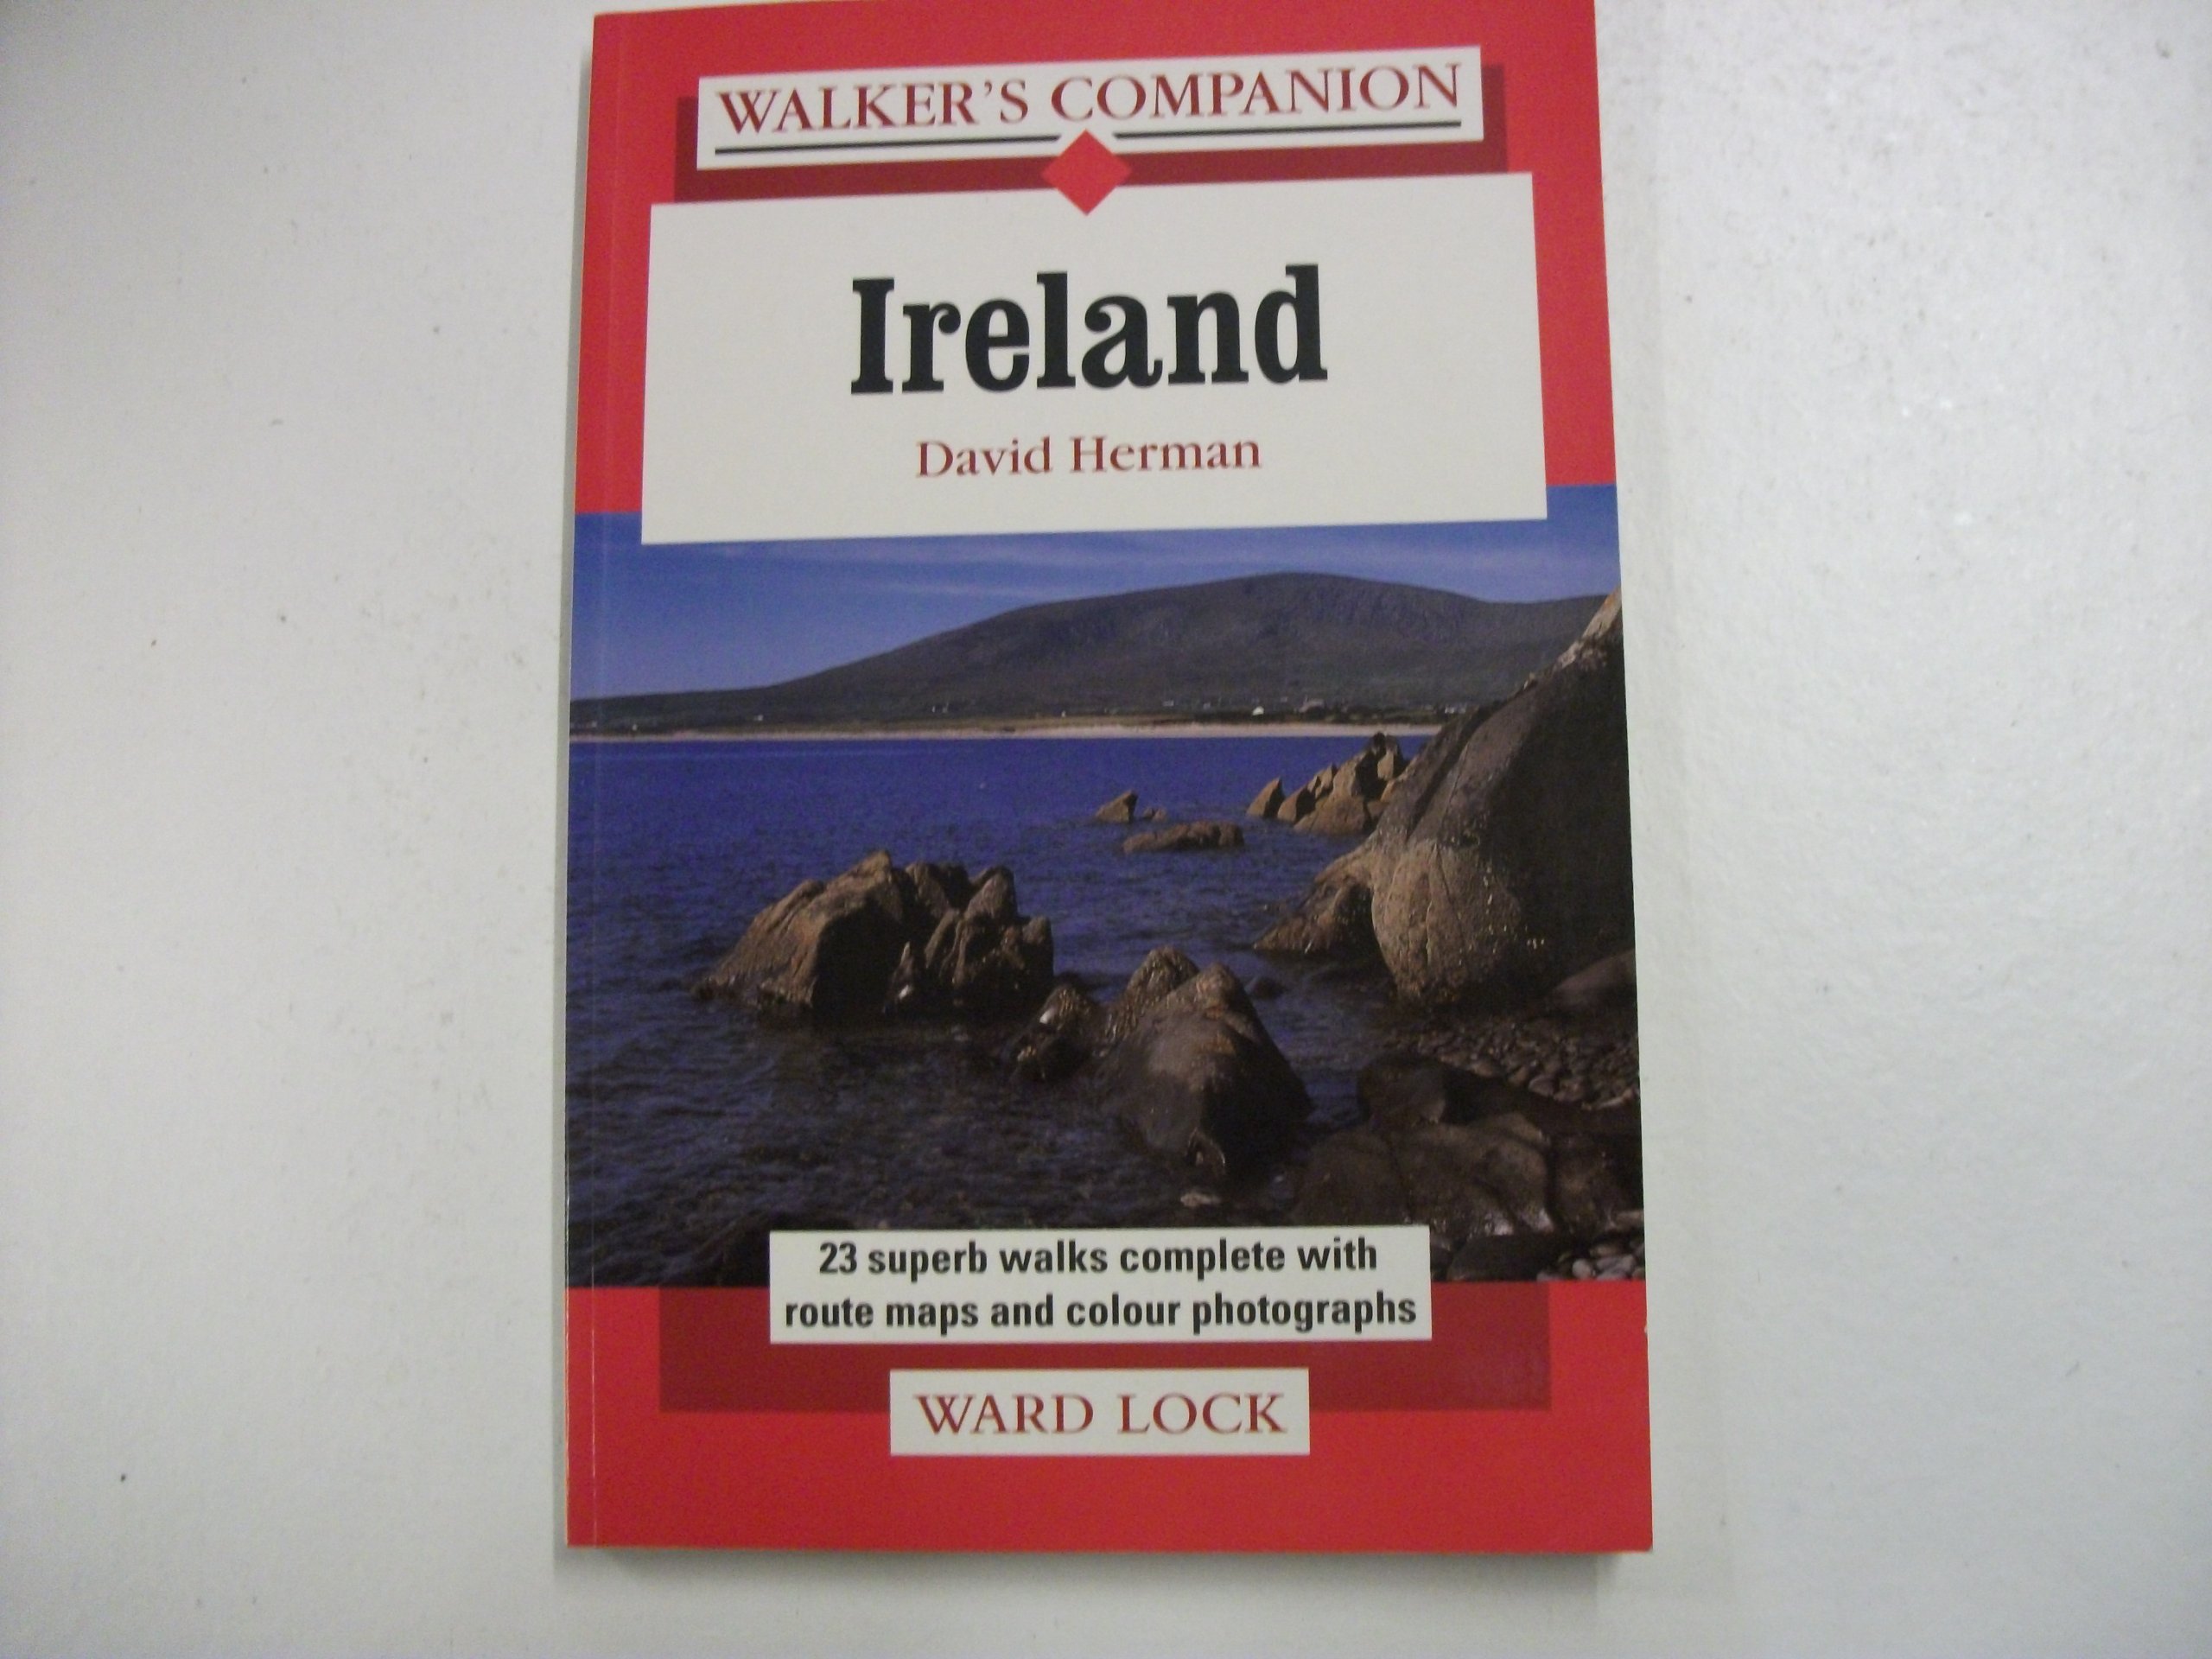 WALKER'S COMPANION
Ireland
David Herman
23 superb walks complete with
route maps and colour photographs
WARD LOCK